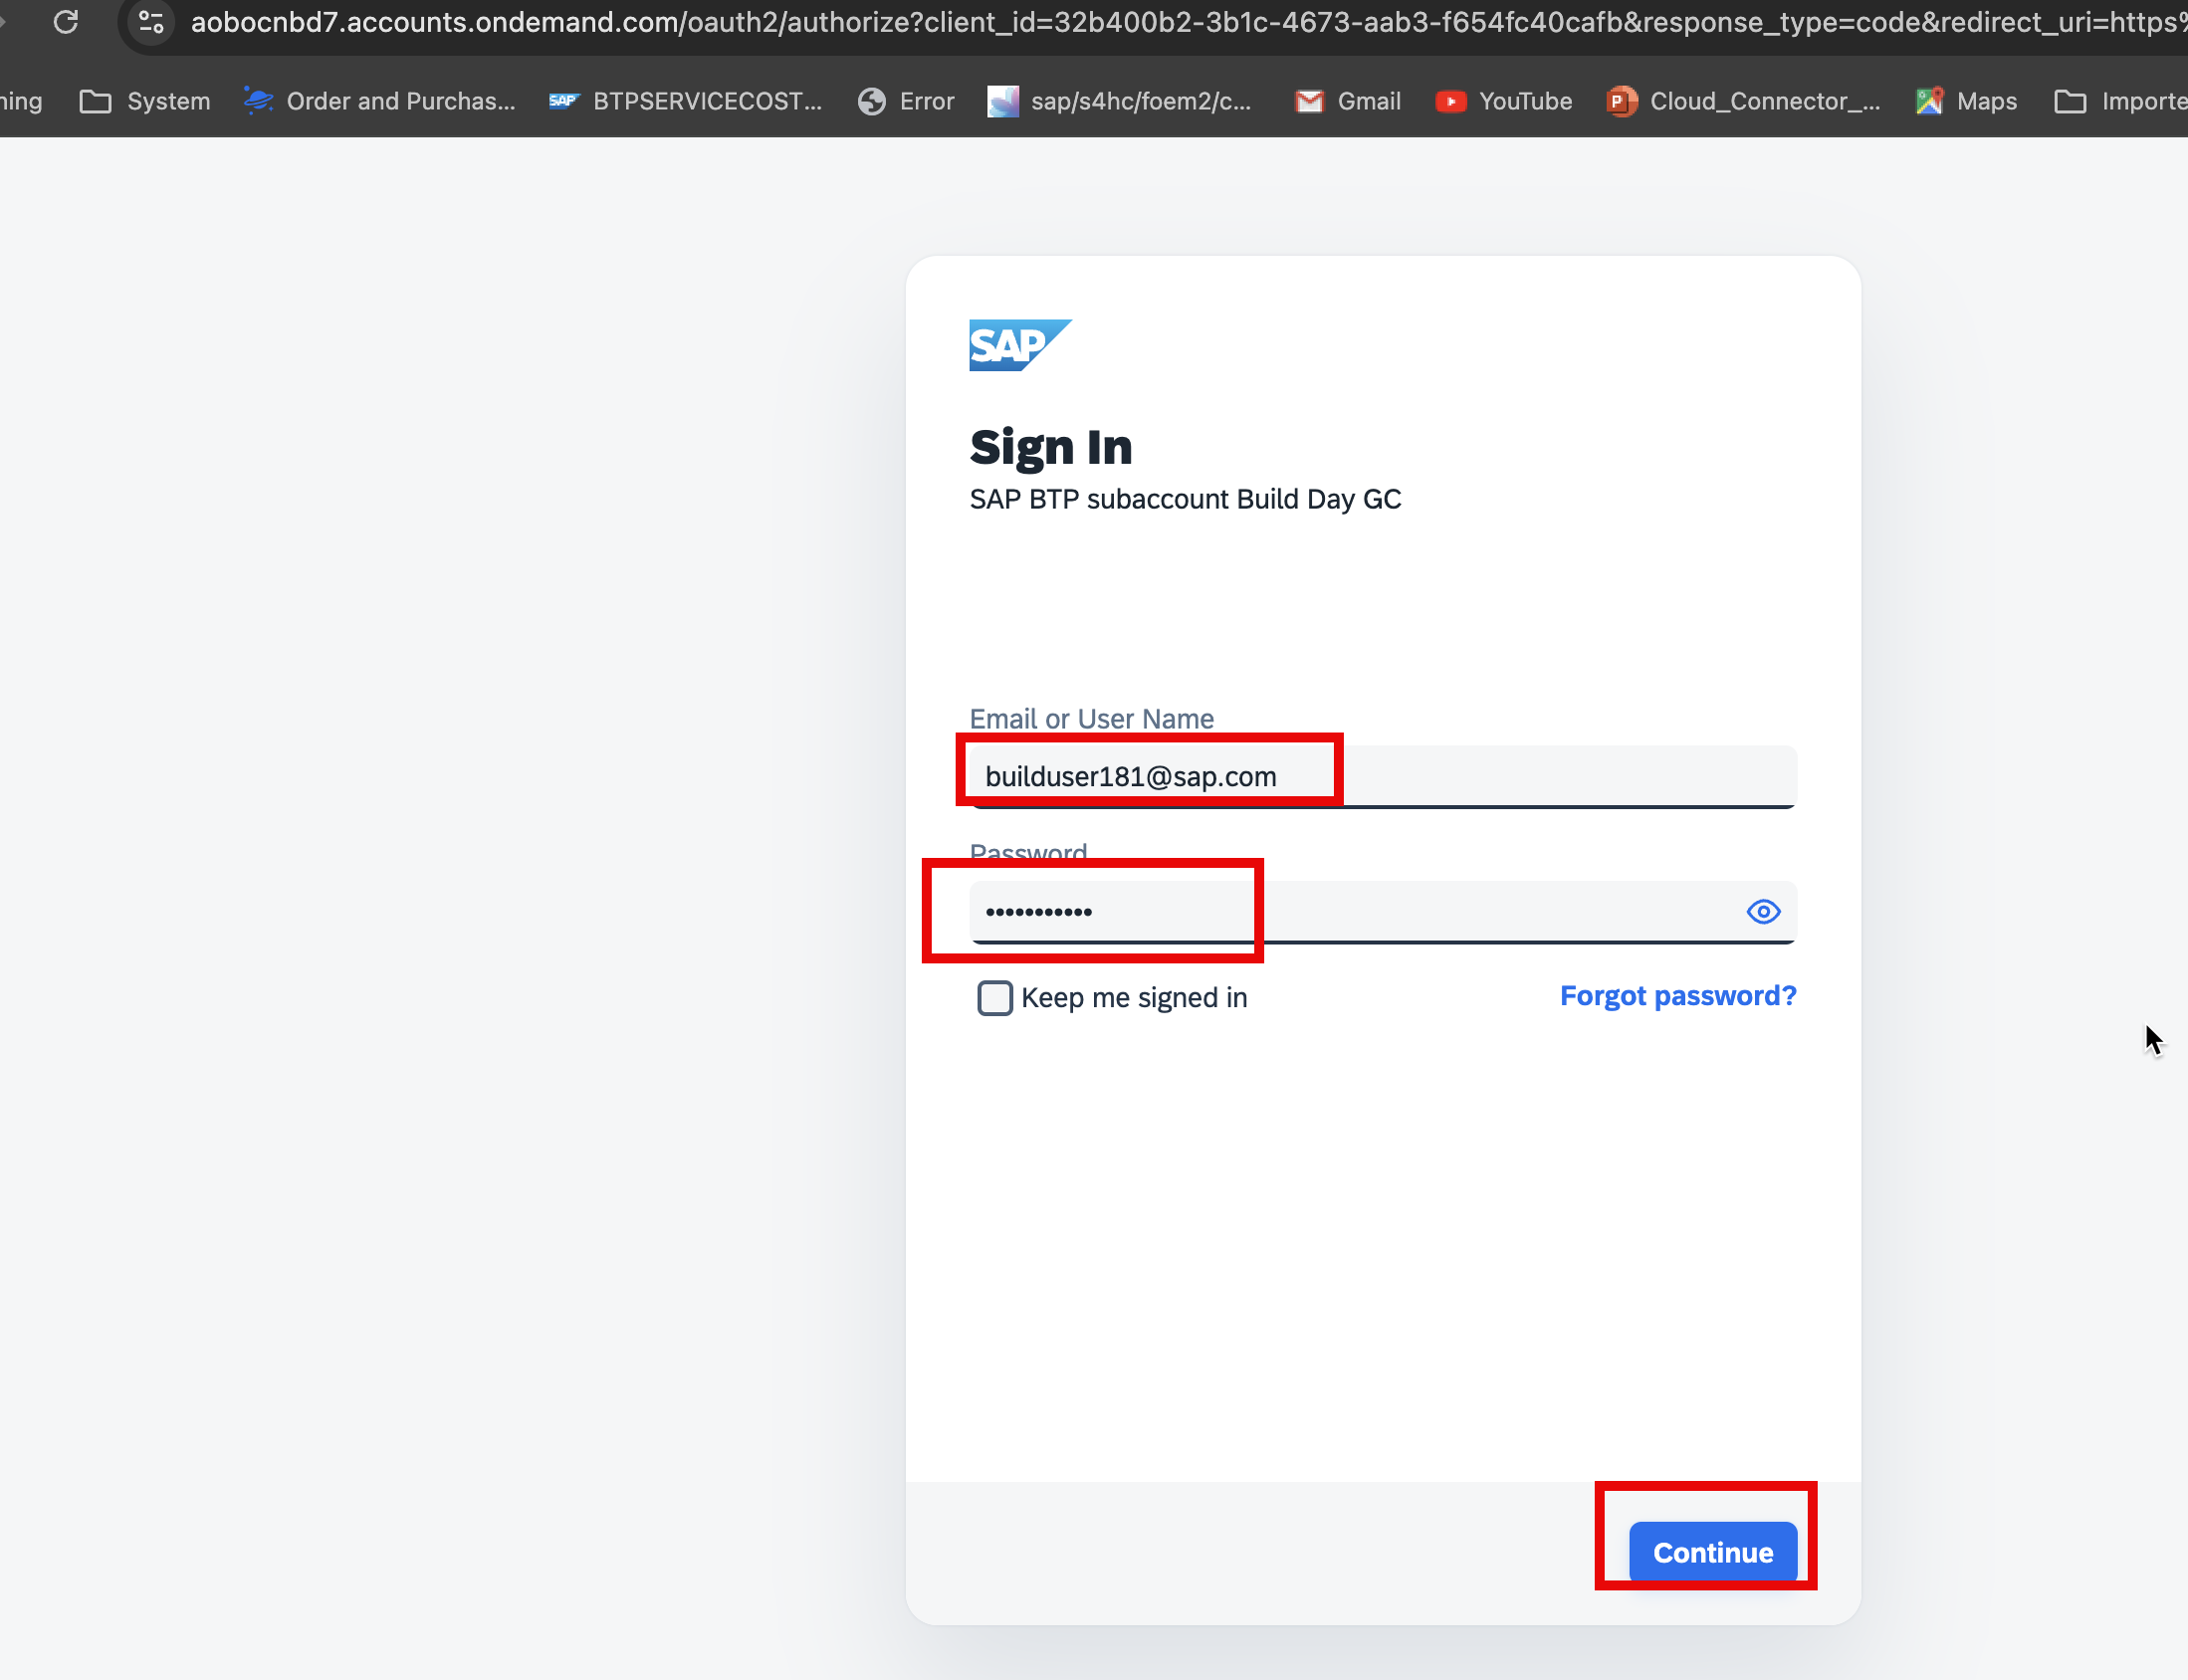 aobocnbd7.accounts.ondemand.com/oauth2/authorize?client_id=32b400b2-3b1c-4673-aab3-f654fc40cafb&response_type=code&redirect_uri=https%
ning System Order and Purchas... BTPSERVICECOST... Error sap/s4hc/foem2/c... Gmail YouTube Cloud_Connector_... Maps Importe
SAP
Sign In
SAP BTP subaccount Build Day GC
Email or User Name
builduser181@sap.com
Password
•••••••••••
Keep me signed in Forgot password?
Continue